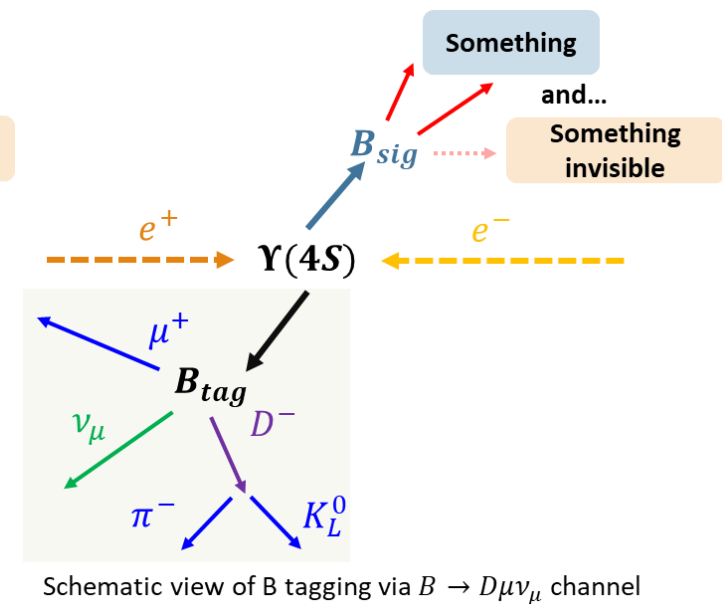 Something
and...
B_sig
Something
invisible
e⁺
e⁻
ϒ(4S)
μ⁺
B_tag
ν_μ
D⁻
π⁻
K_L^0
Schematic view of B tagging via B → Dμν_μ channel